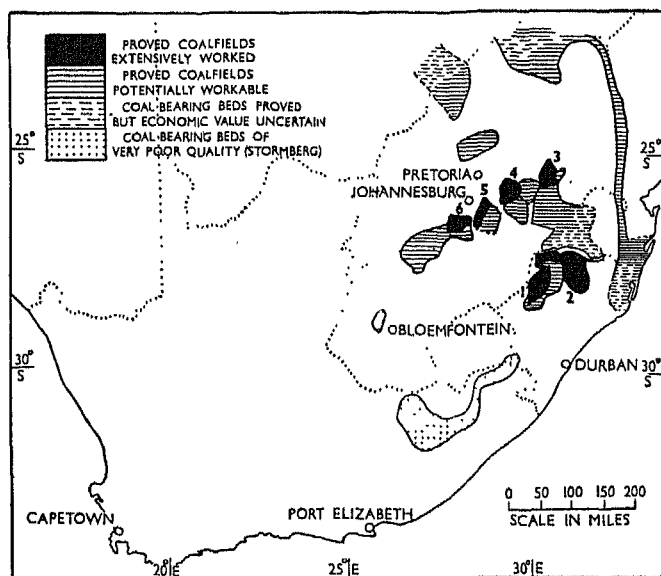 PROVED COALFIELDS
EXTENSIVELY WORKED
PROVED COALFIELDS
POTENTIALLY WORKABLE
COAL-BEARING BEDS PROVED
BUT ECONOMIC VALUE UNCERTAIN
COAL-BEARING BEDS OF
VERY POOR QUALITY (STORMBERG)
25°
S
25°
S
PRETORIA
JOHANNESBURG
3
4
5
6
1
2
BLOEMFONTEIN
30°
S
DURBAN
30°
S
CAPETOWN
PORT ELIZABETH
0 50 100 150 200
SCALE IN MILES
20°E
25°E
30°E